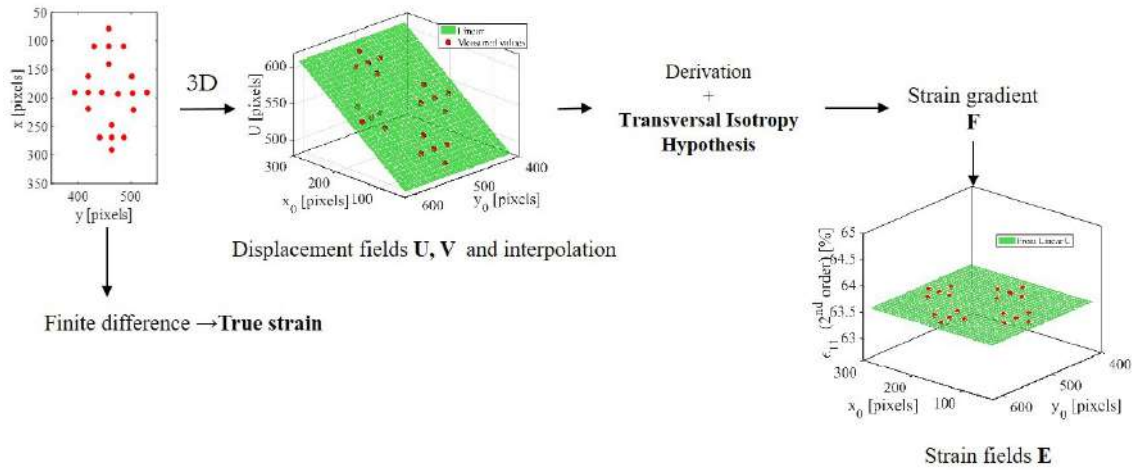 50
100
150
200
250
300
350
x [pixels]
400
500
y [pixels]
3D
Linear
Measured values
U [pixels]
600
550
500
300
200
100
x₀ [pixels]
600
500
400
y₀ [pixels]
Displacement fields U, V and interpolation
Finite difference →True strain
Derivation
+
Transversal Isotropy
Hypothesis
Strain gradient
F
From Linear U
ϵ₁₁ (2nd order) [%]
65
64.5
64
63.5
63
300
200
100
x₀ [pixels]
600
500
400
y₀ [pixels]
Strain fields E